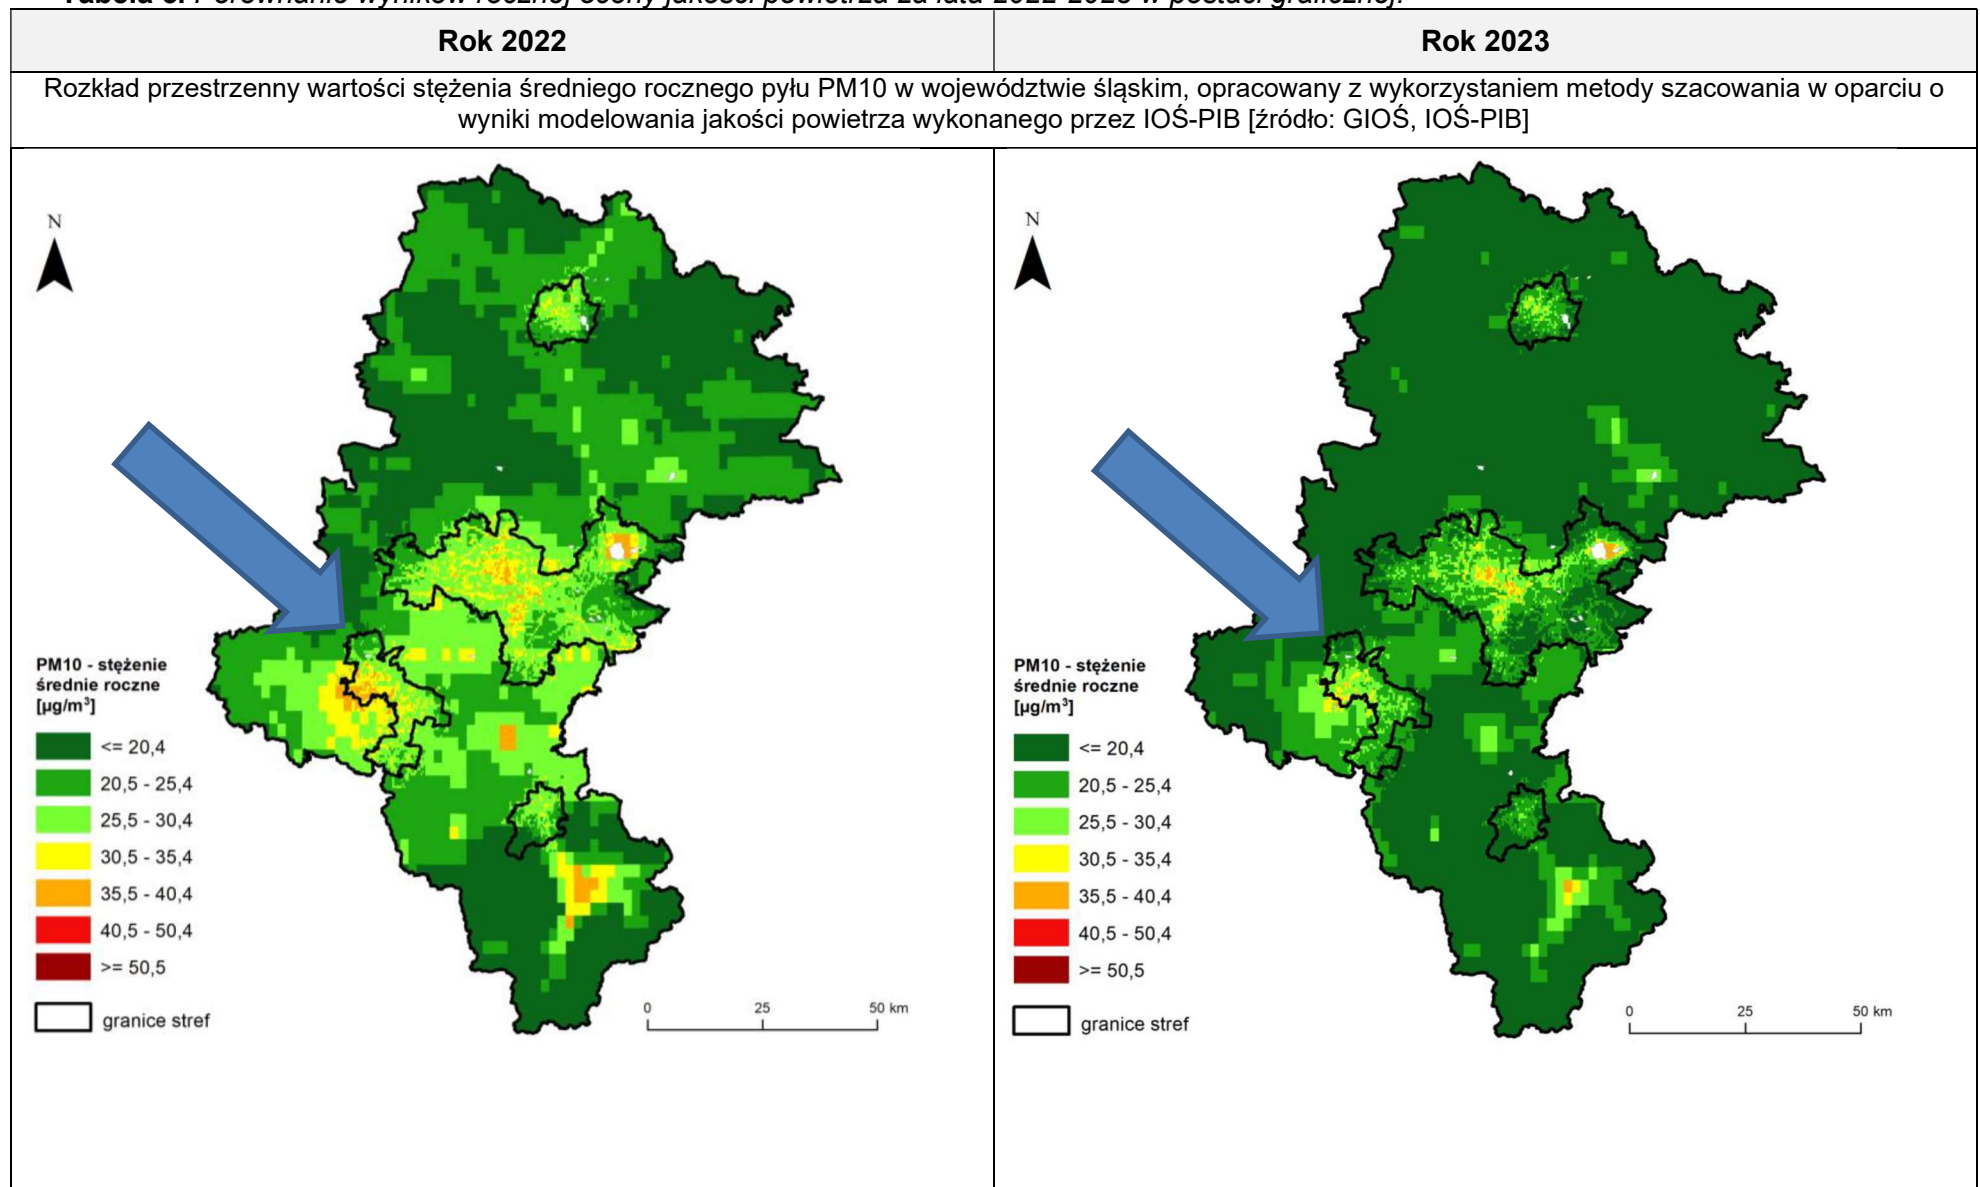 Rok 2022
Rok 2023
Rozkład przestrzenny wartości stężenia średniego rocznego pyłu PM10 w województwie śląskim, opracowany z wykorzystaniem metody szacowania w oparciu o
wyniki modelowania jakości powietrza wykonanego przez IOŚ-PIB [źródło: GIOŚ, IOŚ-PIB]
N
PM10 - stężenie
średnie roczne
[µg/m³]
<= 20,4
20,5 - 25,4
25,5 - 30,4
30,5 - 35,4
35,5 - 40,4
40,5 - 50,4
>= 50,5
granice stref
0 25 50 km
N
PM10 - stężenie
średnie roczne
[µg/m³]
<= 20,4
20,5 - 25,4
25,5 - 30,4
30,5 - 35,4
35,5 - 40,4
40,5 - 50,4
>= 50,5
granice stref
0 25 50 km